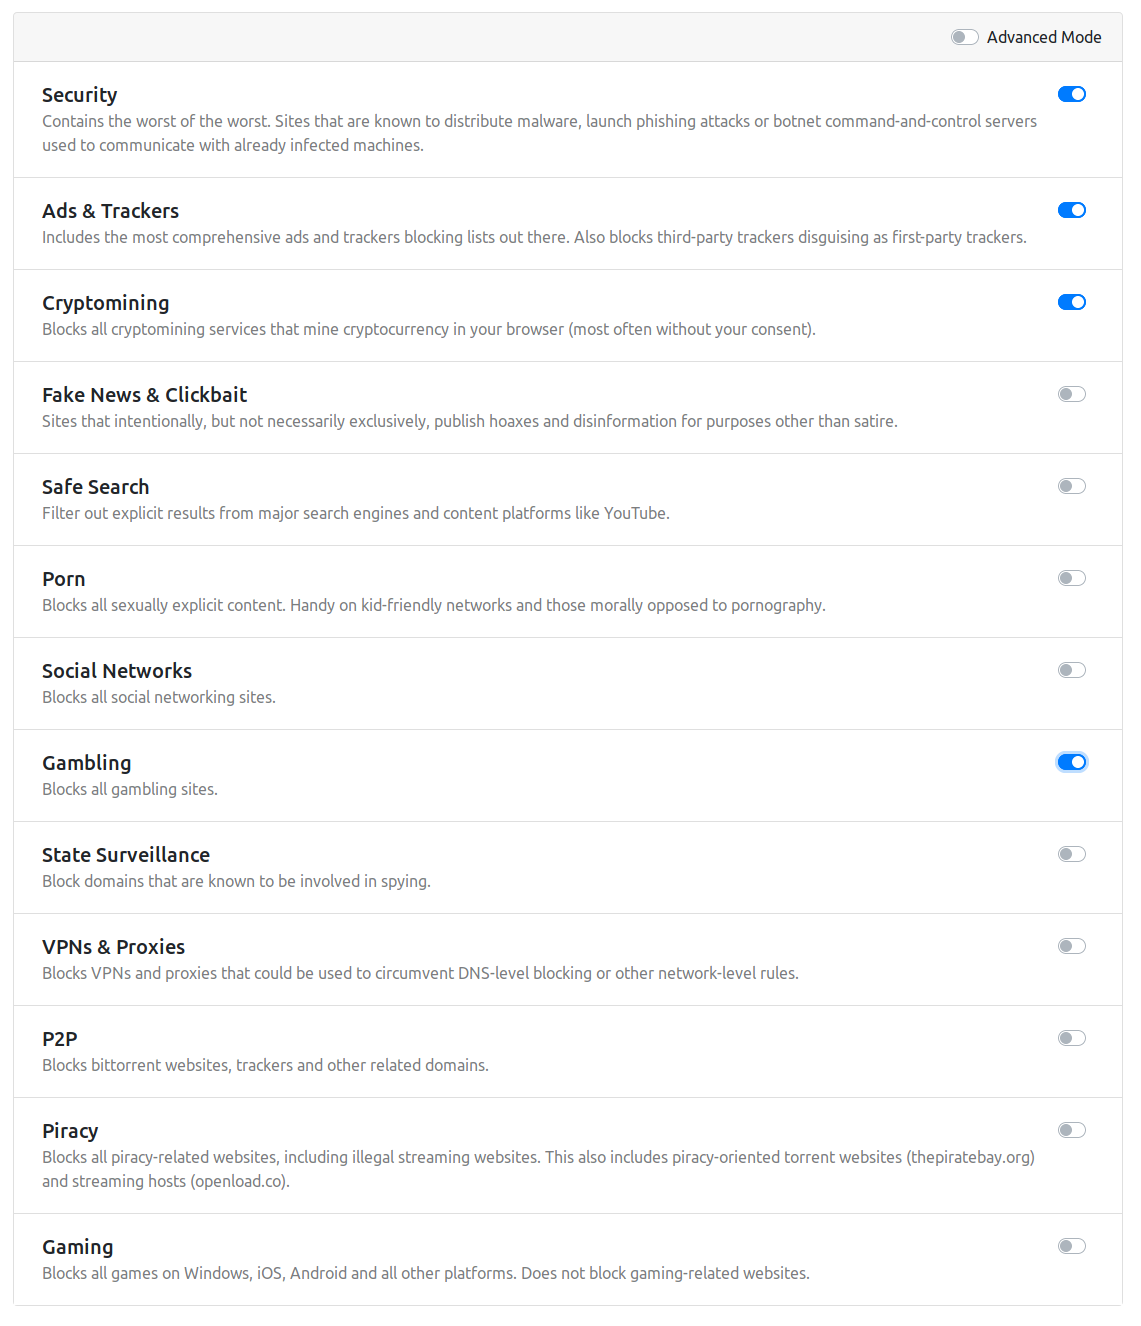 Advanced Mode
Security
Contains the worst of the worst. Sites that are known to distribute malware, launch phishing attacks or botnet command-and-control servers
used to communicate with already infected machines.
Ads & Trackers
Includes the most comprehensive ads and trackers blocking lists out there. Also blocks third-party trackers disguising as first-party trackers.
Cryptomining
Blocks all cryptomining services that mine cryptocurrency in your browser (most often without your consent).
Fake News & Clickbait
Sites that intentionally, but not necessarily exclusively, publish hoaxes and disinformation for purposes other than satire.
Safe Search
Filter out explicit results from major search engines and content platforms like YouTube.
Porn
Blocks all sexually explicit content. Handy on kid-friendly networks and those morally opposed to pornography.
Social Networks
Blocks all social networking sites.
Gambling
Blocks all gambling sites.
State Surveillance
Block domains that are known to be involved in spying.
VPNs & Proxies
Blocks VPNs and proxies that could be used to circumvent DNS-level blocking or other network-level rules.
P2P
Blocks bittorrent websites, trackers and other related domains.
Piracy
Blocks all piracy-related websites, including illegal streaming websites. This also includes piracy-oriented torrent websites (thepiratebay.org)
and streaming hosts (openload.co).
Gaming
Blocks all games on Windows, iOS, Android and all other platforms. Does not block gaming-related websites.